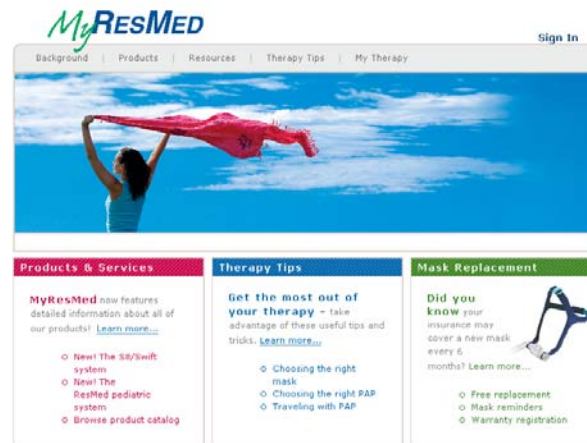 MyResMed
Sign In
Background | Products | Resources | Therapy Tips | My Therapy
Products & Services
MyResMed now features
detailed information about all of
our products! Learn more...
New! The S8/Swift
system
New! The
ResMed pediatric
system
Browse product catalog
Therapy Tips
Get the most out of
your therapy – take
advantage of these useful tips and
tricks. Learn more...
Choosing the right
mask
Choosing the right PAP
Traveling with PAP
Mask Replacement
Did you
know your
insurance may
cover a new mask
every 6
months? Learn more...
Free replacement
Mask reminders
Warranty registration